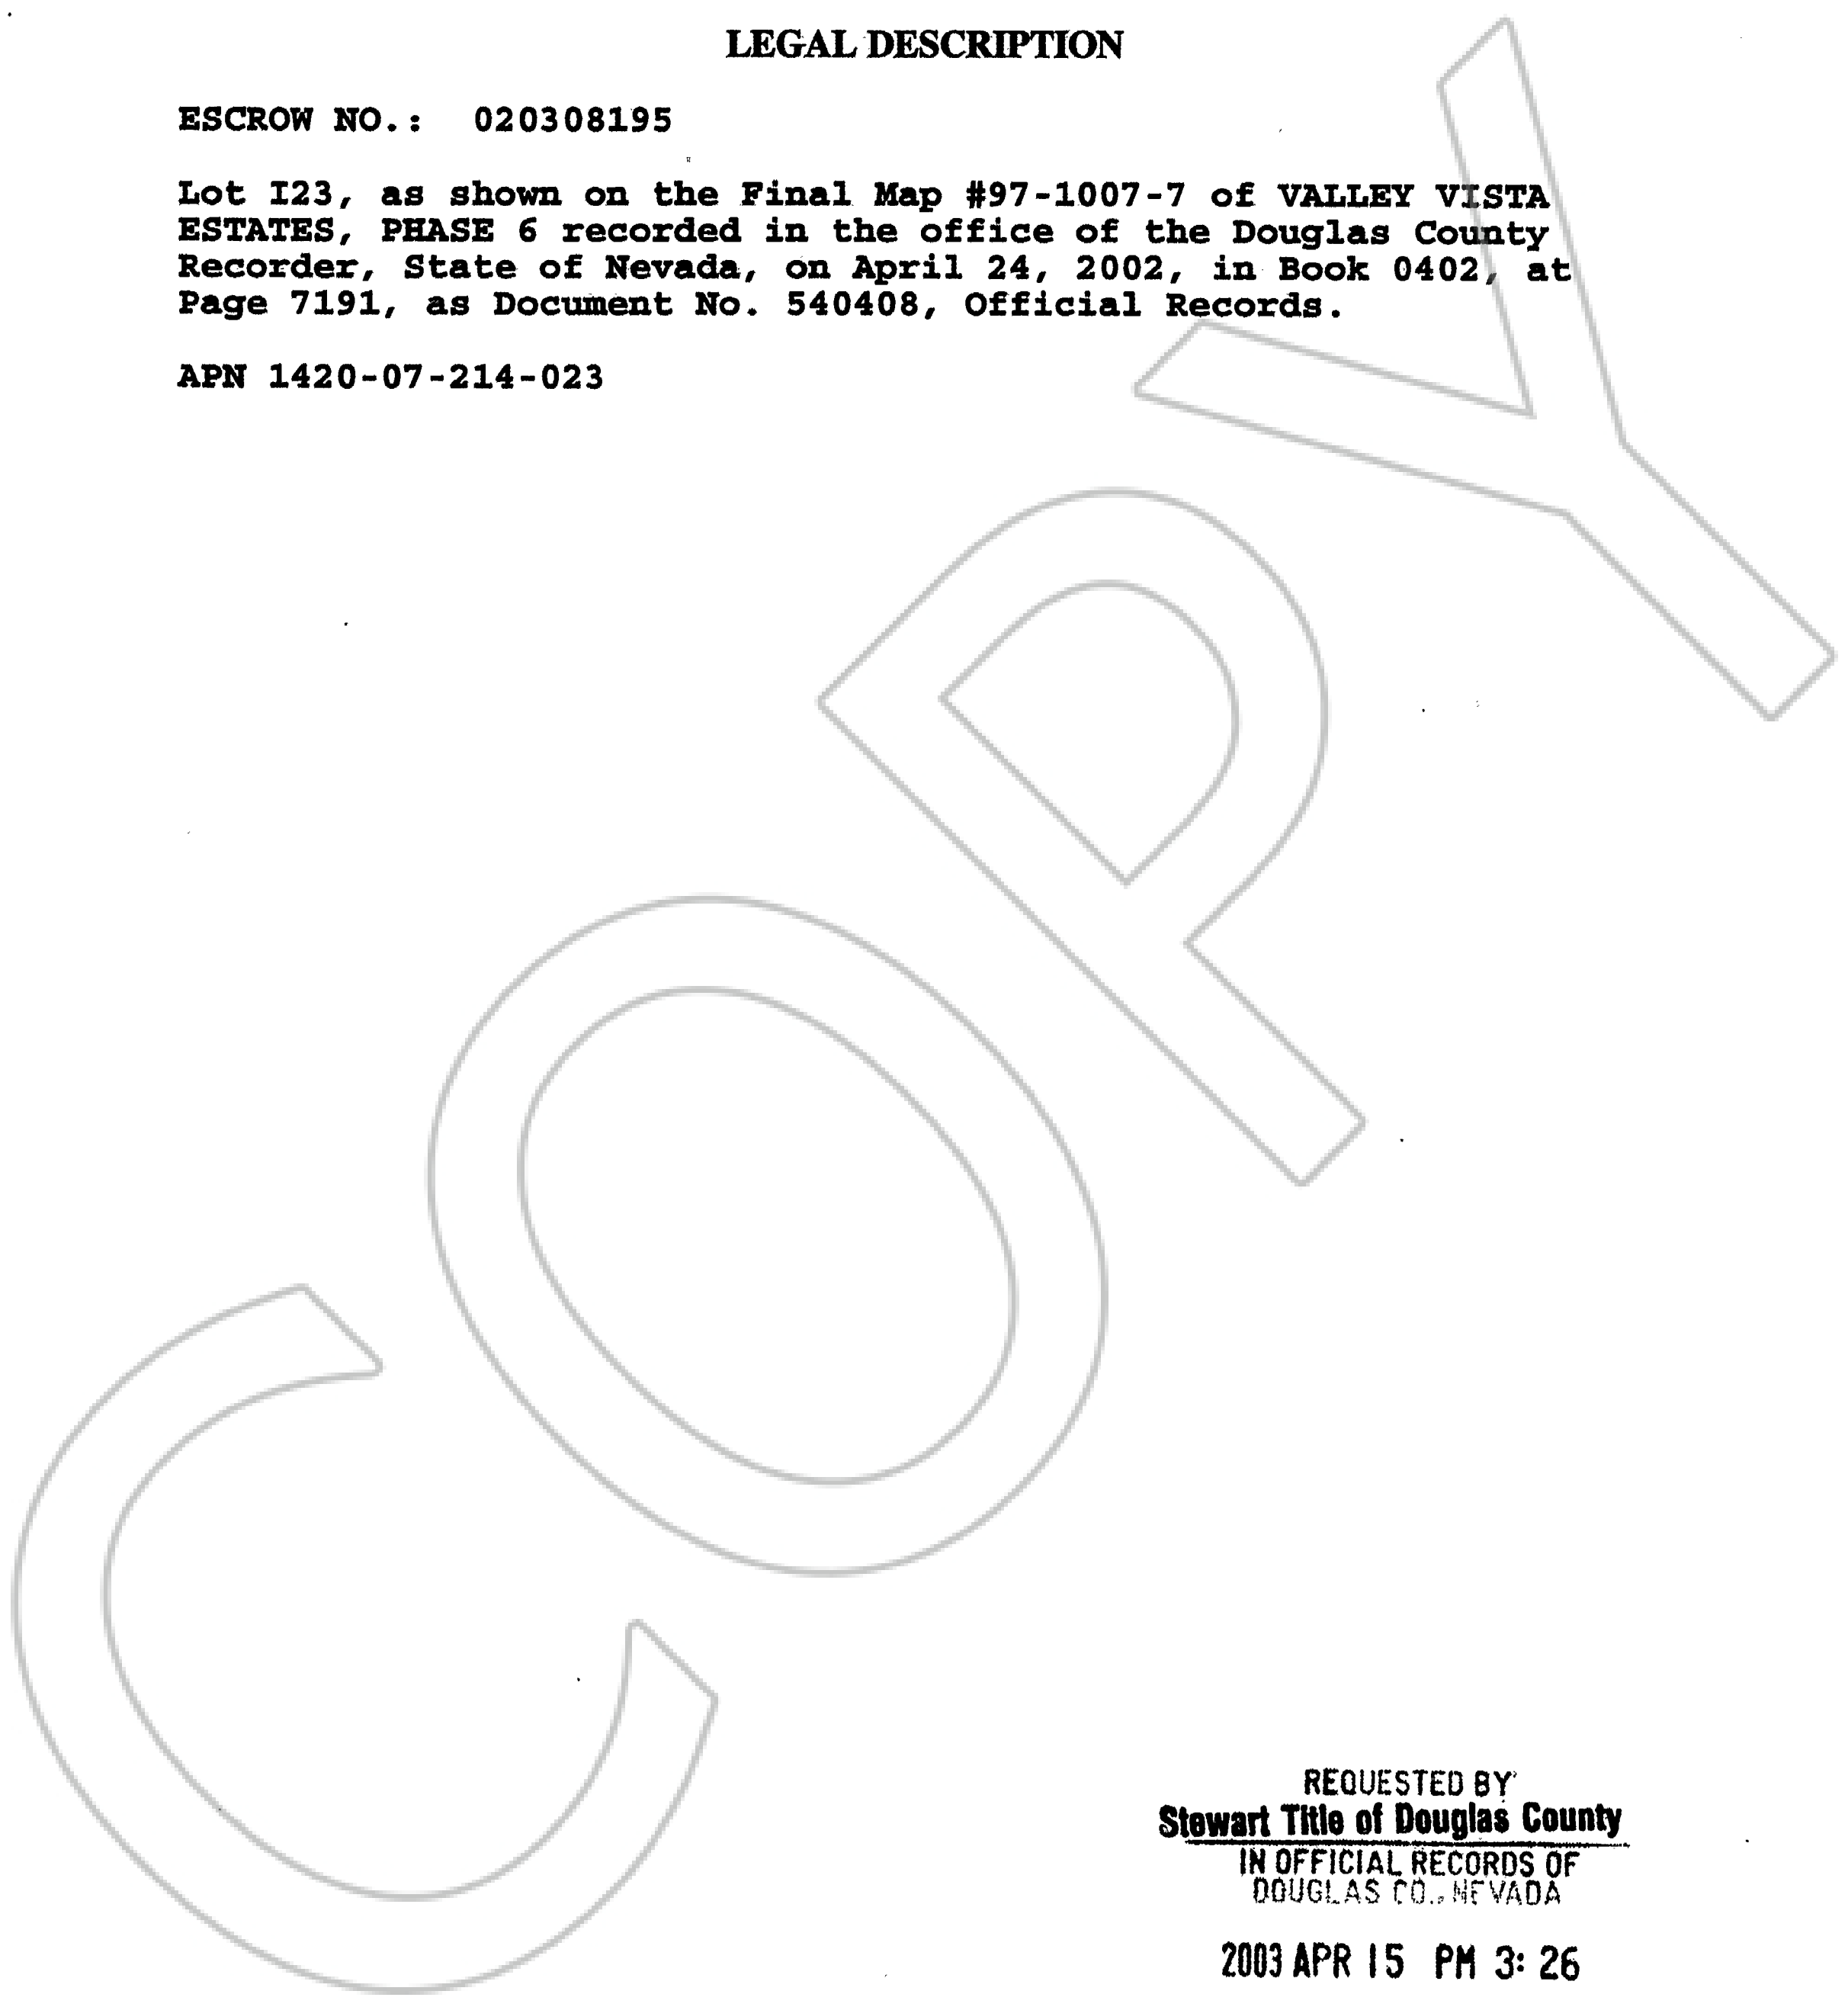 LEGAL DESCRIPTION
ESCROW NO.: 020308195
Lot I23, as shown on the Final Map #97-1007-7 of VALLEY VISTA
ESTATES, PHASE 6 recorded in the office of the Douglas County
Recorder, State of Nevada, on April 24, 2002, in Book 0402, at
Page 7191, as Document No. 540408, Official Records.
APN 1420-07-214-023
COPY
REQUESTED BY
Stewart Title of Douglas County
IN OFFICIAL RECORDS OF
DOUGLAS CO., NEVADA
2003 APR 15 PM 3: 26